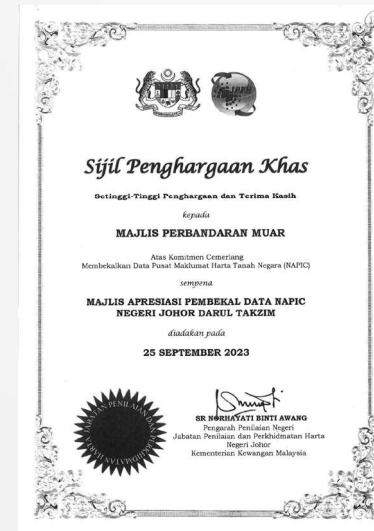 Sijil Penghargaan Khas
Setinggi-Tinggi Penghargaan dan Terima Kasih
kepada
MAJLIS PERBANDARAN MUAR
Atas Komitmen Cemerlang
Membekalkan Data Pusat Maklumat Harta Tanah Negara (NAPIC)
sempena
MAJLIS APRESIASI PEMBEKAL DATA NAPIC
NEGERI JOHOR DARUL TAKZIM
diadakan pada
25 SEPTEMBER 2023
SR NORHAYATI BINTI AWANG
Pengarah Penilaian Negeri
Jabatan Penilaian dan Perkhidmatan Harta
Negeri Johor
Kementerian Kewangan Malaysia